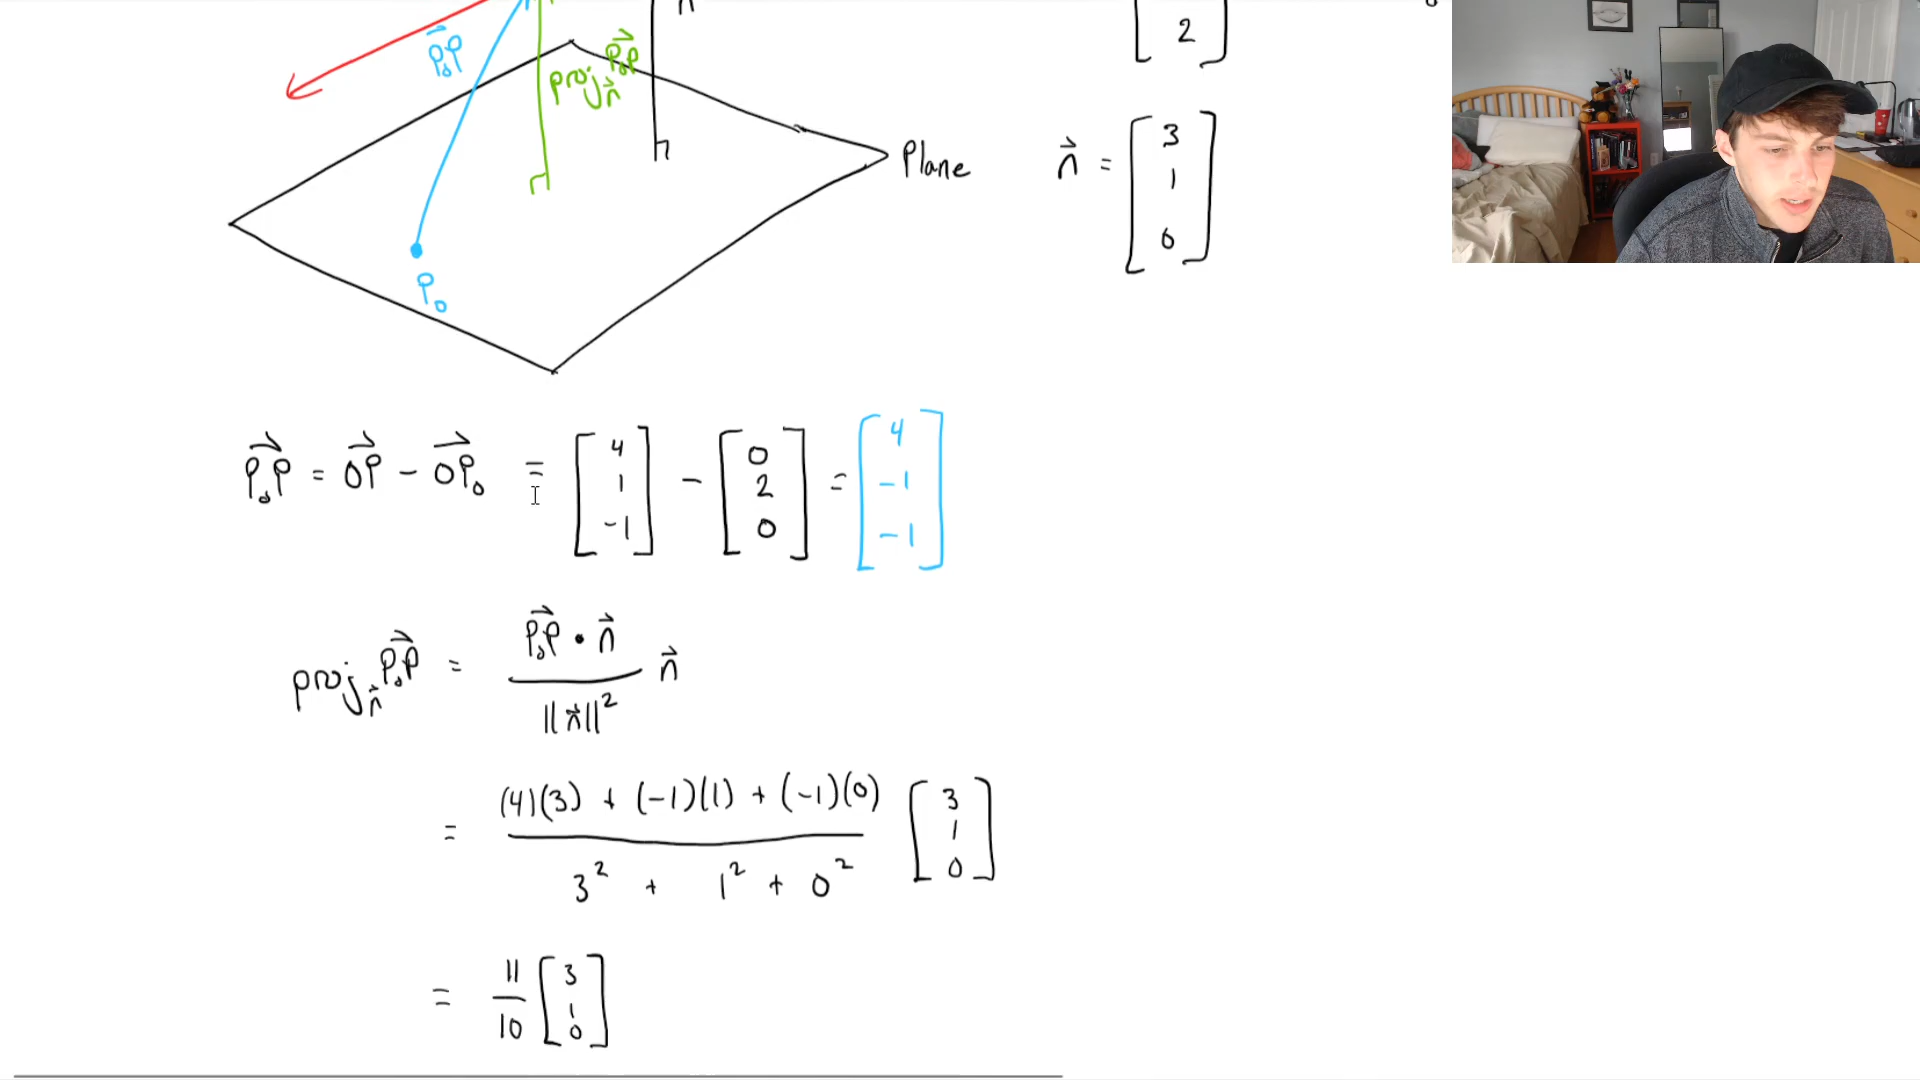 n
2
P₀P⃗
proj_n⃗ P₀P⃗
Plane
n⃗ = [3 1 0]
P₀
P₀P⃗ = OP⃗ - OP₀⃗ = [4 1 -1] - [0 2 0] = [4 -1 -1]
proj_n⃗ P₀P⃗ = P₀P⃗ • n⃗ / ||n⃗||² n⃗
= (4)(3) + (-1)(1) + (-1)(0) / 3² + 1² + 0² [3 1 0]
= 11/10 [3 1 0]